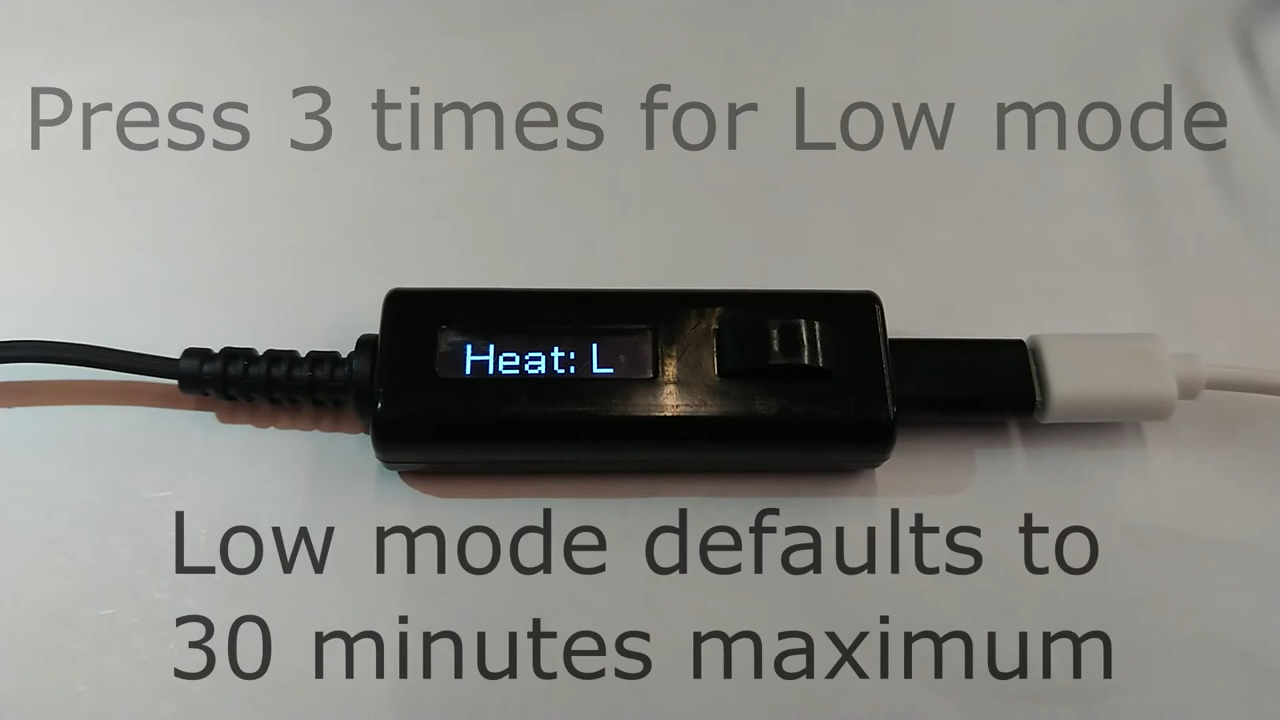 Press 3 times for Low mode
Heat: L
Low mode defaults to
30 minutes maximum